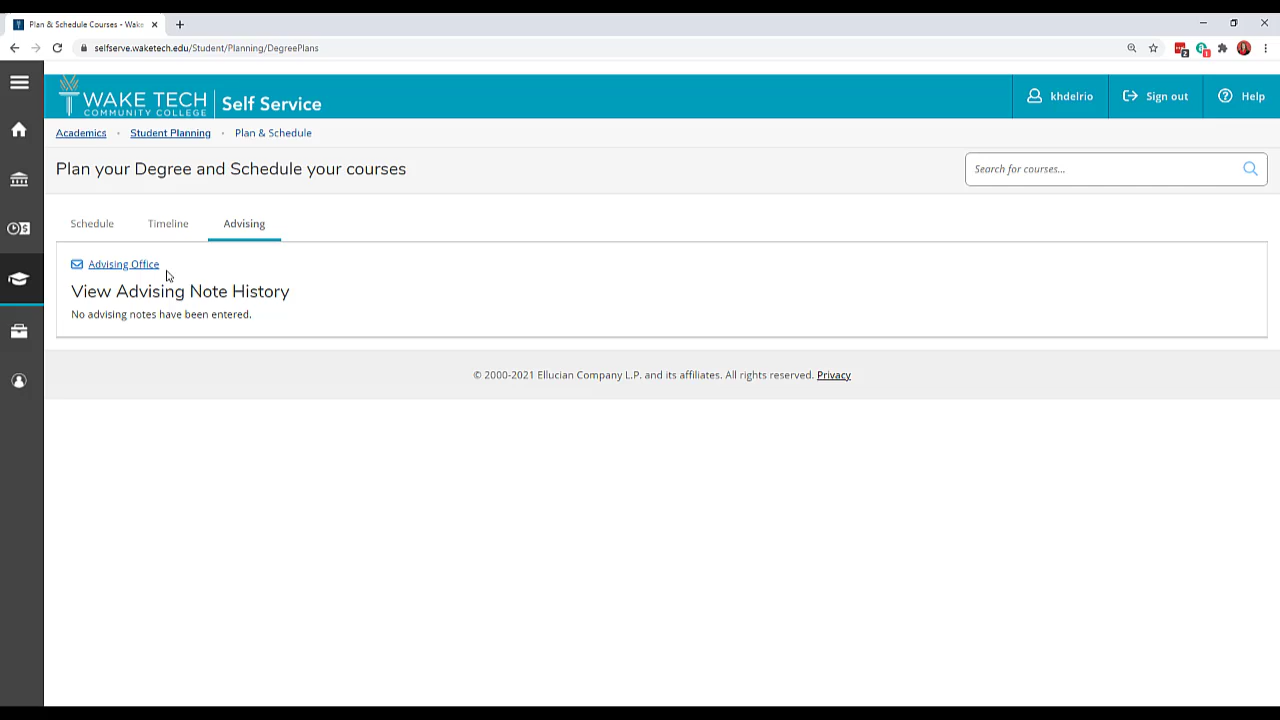 Plan & Schedule Courses - Wake
selfserve.waketech.edu/Student/Planning/DegreePlans
2
1
WAKE TECH
COMMUNITY COLLEGE
Self Service
khdelrio
Sign out
Help
Academics
Student Planning
Plan & Schedule
Plan your Degree and Schedule your courses
Search for courses...
Schedule
Timeline
Advising
Advising Office
View Advising Note History
No advising notes have been entered.
© 2000-2021 Ellucian Company L.P. and its affiliates. All rights reserved. Privacy